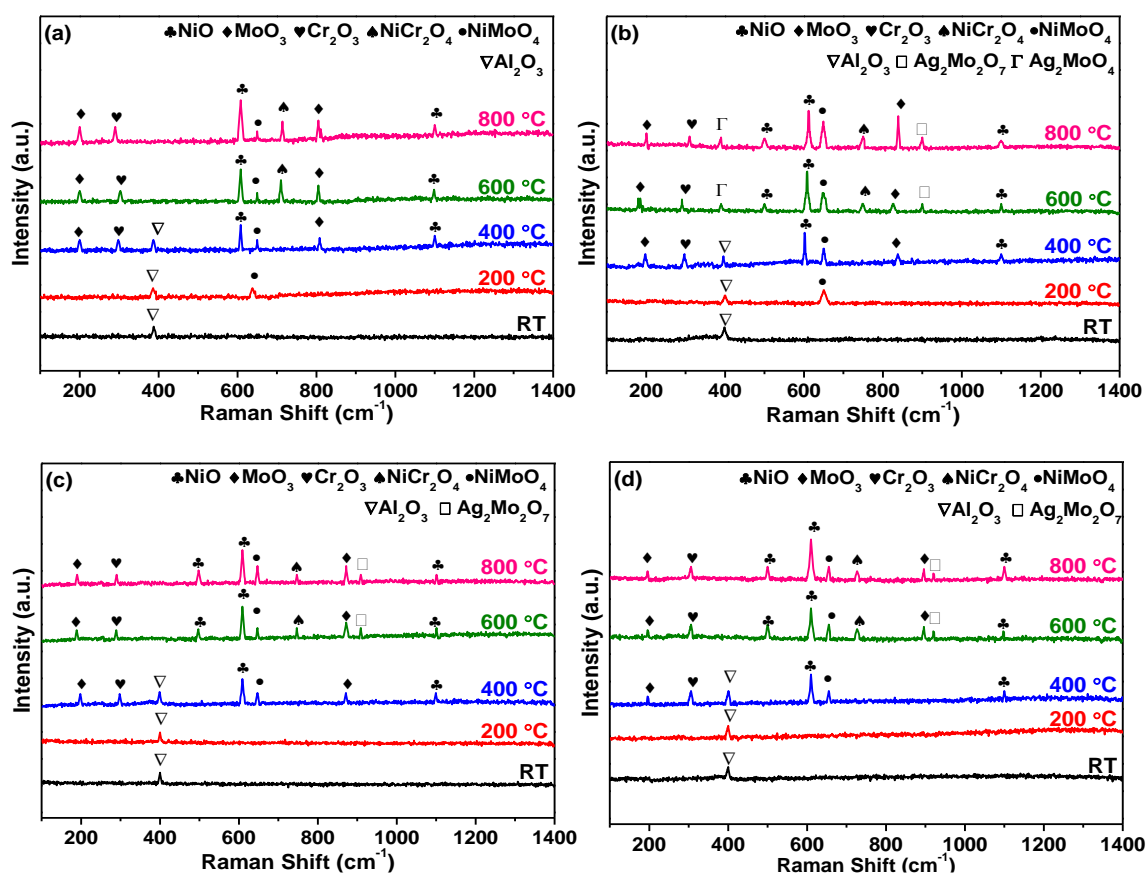 (a)
♣NiO ♦MoO₃ ♥Cr₂O₃ ♠NiCr₂O₄ •NiMoO₄
▽Al₂O₃
800 °C
600 °C
400 °C
200 °C
RT
Intensity (a.u.)
200 400 600 800 1000 1200 1400
Raman Shift (cm⁻¹)
(b)
♣NiO ♦MoO₃ ♥Cr₂O₃ ♠NiCr₂O₄ •NiMoO₄
▽Al₂O₃ □Ag₂Mo₂O₇ ΓAg₂MoO₄
Γ
800 °C
Γ
600 °C
400 °C
200 °C
RT
Intensity (a.u.)
200 400 600 800 1000 1200 1400
Raman Shift (cm⁻¹)
(c)
♣NiO ♦MoO₃ ♥Cr₂O₃ ♠NiCr₂O₄ •NiMoO₄
▽Al₂O₃ □Ag₂Mo₂O₇
800 °C
600 °C
400 °C
200 °C
RT
Intensity (a.u.)
200 400 600 800 1000 1200 1400
Raman Shift (cm⁻¹)
(d)
♣NiO ♦MoO₃ ♥Cr₂O₃ ♠NiCr₂O₄ •NiMoO₄
▽Al₂O₃ □Ag₂Mo₂O₇
800 °C
600 °C
400 °C
200 °C
RT
Intensity (a.u.)
200 400 600 800 1000 1200 1400
Raman Shift (cm⁻¹)